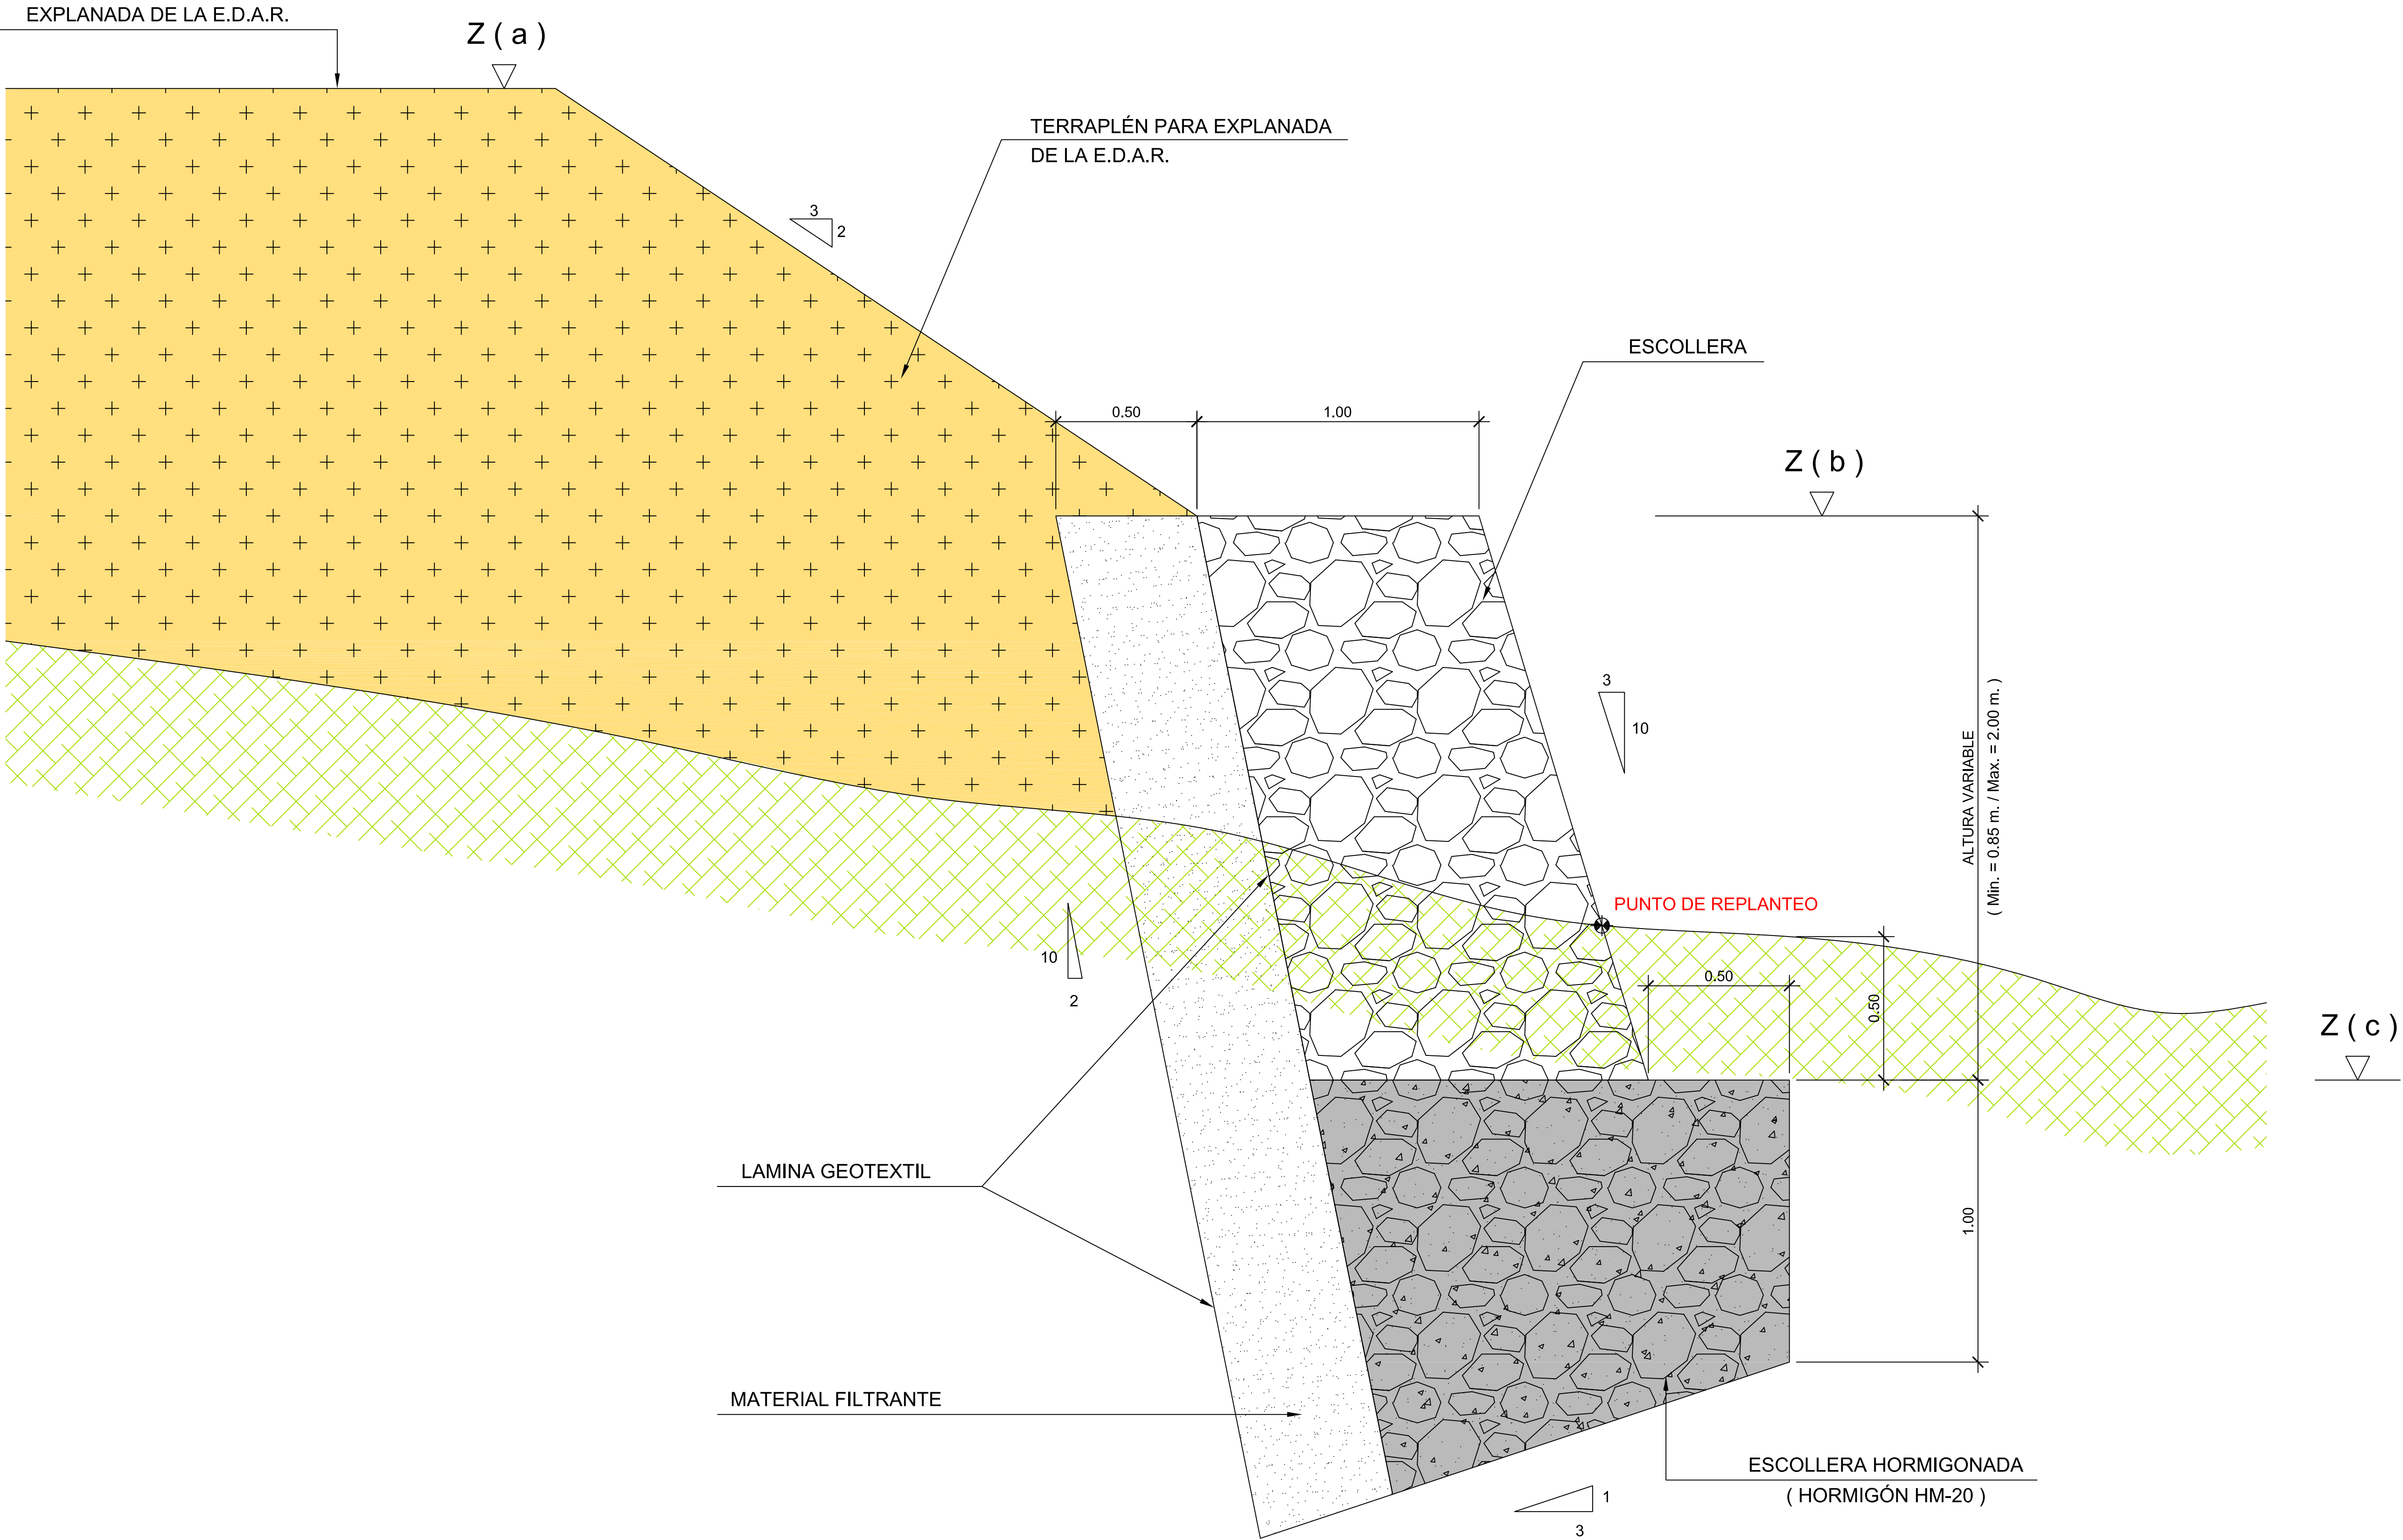 EXPLANADA DE LA E.D.A.R.
Z ( a )
TERRAPLÉN PARA EXPLANADA
DE LA E.D.A.R.
3
2
ESCOLLERA
0.50
1.00
Z ( b )
3
10
ALTURA VARIABLE
( Min. = 0.85 m. / Max. = 2.00 m. )
PUNTO DE REPLANTEO
10
2
0.50
0.50
Z ( c )
LAMINA GEOTEXTIL
1.00
MATERIAL FILTRANTE
ESCOLLERA HORMIGONADA
( HORMIGÓN HM-20 )
1
3